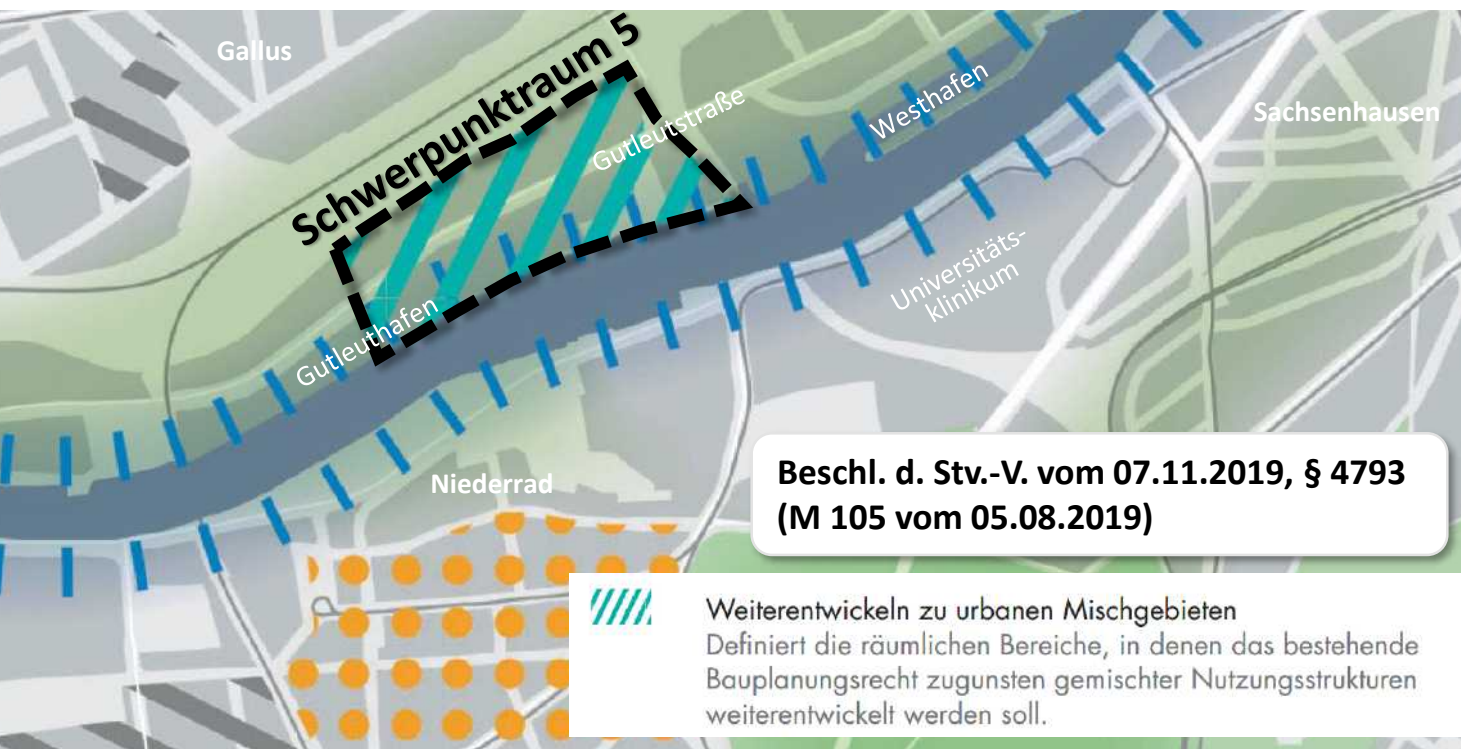 Gallus
Schwerpunktraum 5
Gutleutstraße
Westhafen
Sachsenhausen
Universitäts-
klinikum
Gutleuthafen
Niederrad
Beschl. d. Stv.-V. vom 07.11.2019, § 4793
(M 105 vom 05.08.2019)
Weiterentwickeln zu urbanen Mischgebieten
Definiert die räumlichen Bereiche, in denen das bestehende
Bauplanungsrecht zugunsten gemischter Nutzungsstrukturen
weiterentwickelt werden soll.